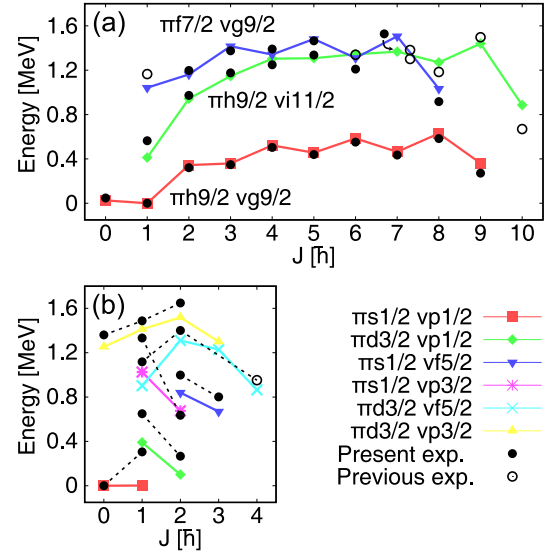 (a)
πf7/2 νg9/2
πh9/2 νi11/2
πh9/2 νg9/2
Energy [MeV]
1.6
1.2
0.8
0.4
0
0 1 2 3 4 5 6 7 8 9 10
J [ħ]
(b)
Energy [MeV]
1.6
1.2
0.8
0.4
0
0 1 2 3 4
J [ħ]
πs1/2 νp1/2
πd3/2 νp1/2
πs1/2 νf5/2
πs1/2 νp3/2
πd3/2 νf5/2
πd3/2 νp3/2
Present exp.
Previous exp.